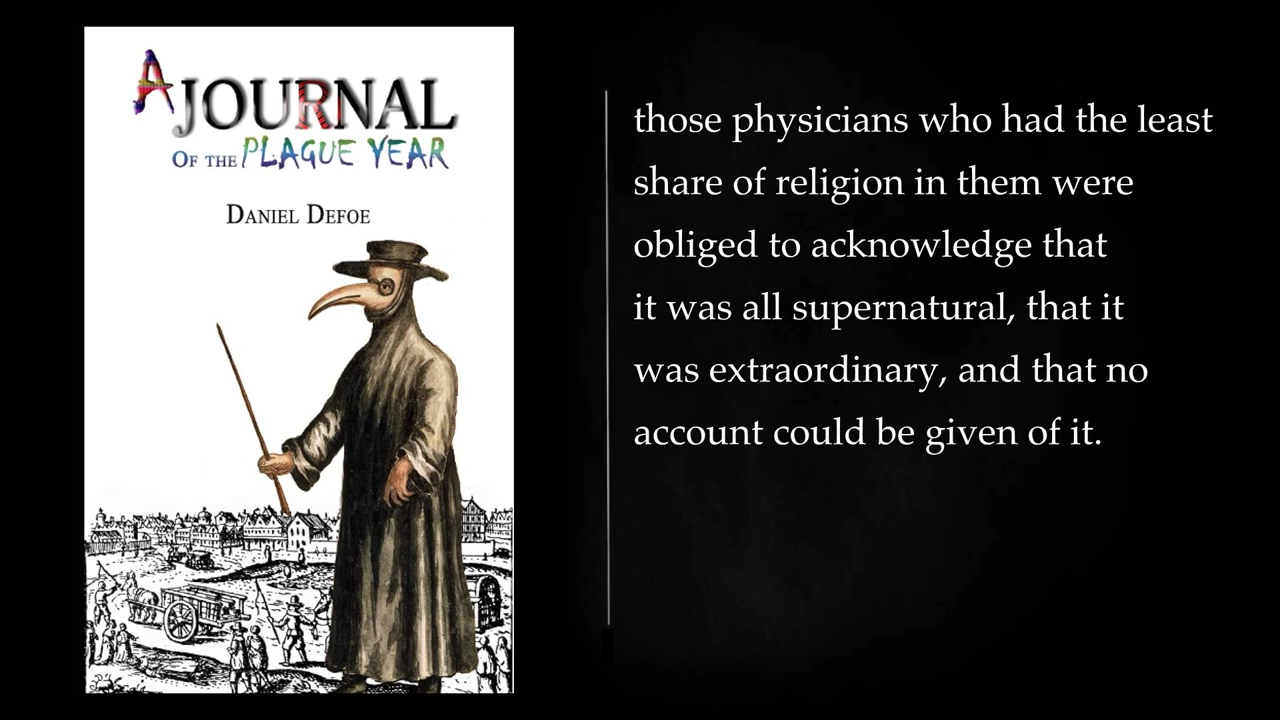 A JOURNAL
OF THE PLAGUE YEAR
DANIEL DEFOE
those physicians who had the least
share of religion in them were
obliged to acknowledge that
it was all supernatural, that it
was extraordinary, and that no
account could be given of it.